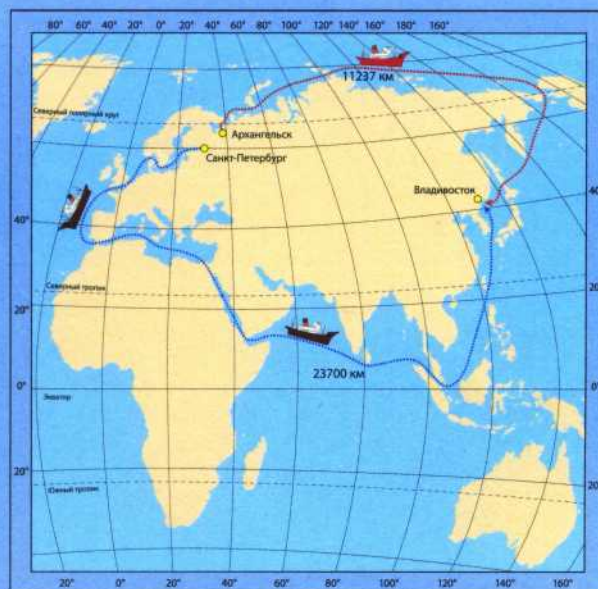 80° 60° 40° 20° 0° 20° 40° 60° 80° 100° 120° 140° 160° 180° 160°
11237 км
Северный полярный круг
Архангельск
Санкт-Петербург
Владивосток
40°
40°
Северный тропик
20°
20°
23700 км
0°
0°
Экватор
20°
20
Южный тропик
20° 0° 20° 40° 60° 80° 100° 120° 140° 160°